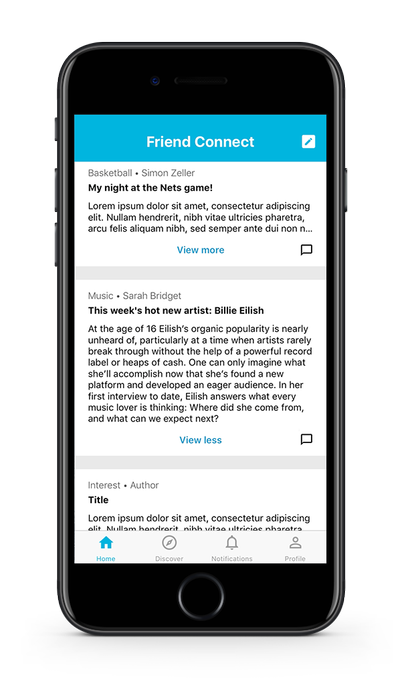 Friend Connect
Basketball • Simon Zeller
My night at the Nets game!
Lorem ipsum dolor sit amet, consectetur adipiscing
elit. Nullam hendrerit, nibh vitae ultricies pharetra,
arcu felis aliquam nibh, sed semper ante dui non n...
View more
Music • Sarah Bridget
This week's hot new artist: Billie Eilish
At the age of 16 Eilish's organic popularity is nearly
unheard of, particularly at a time when artists rarely
break through without the help of a powerful record
label or heaps of cash. One can only imagine what
she'll accomplish now that she's found a new
platform and developed an eager audience. In her
first interview to date, Eilish answers what every
music lover is thinking: Where did she come from,
and what can we expect next?
View less
Interest • Author
Title
Lorem ipsum dolor sit amet, consectetur adipiscing
elit. Nullam hendrerit, nibh vitae ultricies pharetra
Home
Discover
Notifications
Profile